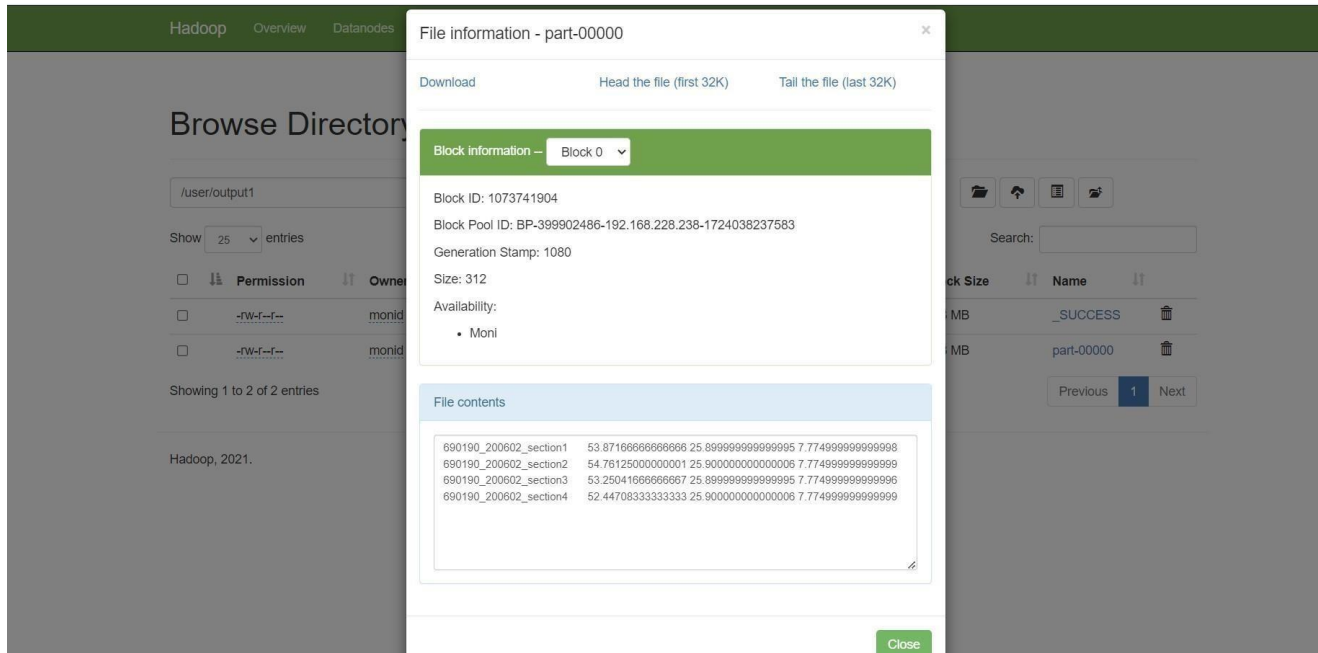 Hadoop Overview Datanodes
File information - part-00000 ×
Download Head the file (first 32K) Tail the file (last 32K)
Browse Directory
Block information -- Block 0
/user/output1
Block ID: 1073741904
Block Pool ID: BP-399902486-192.168.228.238-1724038237583
Show 25 entries
Search:
Generation Stamp: 1080
Permission Owner
Size: 312
ck Size Name
Availability:
-rw-r--r-- monid
MB _SUCCESS
• Moni
-rw-r--r-- monid
MB part-00000
Showing 1 to 2 of 2 entries
Previous 1 Next
File contents
690190_200602_section1 53.87166666666666 25.899999999999995 7.774999999999998
690190_200602_section2 54.76125000000001 25.900000000000006 7.774999999999999
690190_200602_section3 53.25041666666667 25.899999999999995 7.774999999999996
690190_200602_section4 52.44708333333333 25.900000000000006 7.774999999999999
Hadoop, 2021.
Close